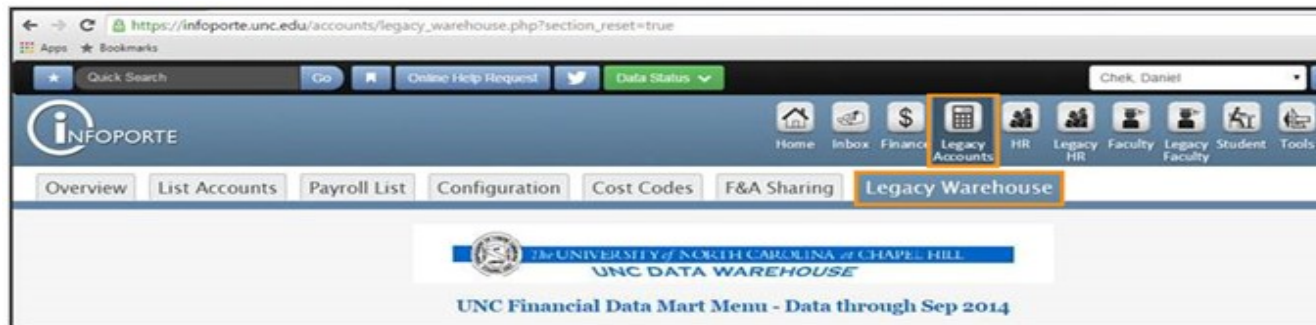 https://infoporte.unc.edu/accounts/legacy_warehouse.php?section_reset=true
Apps Bookmarks
Quick Search Go Online Help Request Data Status Chek, Daniel
INFOPORTE
Home Inbox Finance Legacy Accounts HR Legacy HR Faculty Legacy Faculty Student Tools
Overview List Accounts Payroll List Configuration Cost Codes F&A Sharing Legacy Warehouse
The UNIVERSITY of NORTH CAROLINA at CHAPEL HILL
UNC DATA WAREHOUSE
UNC Financial Data Mart Menu - Data through Sep 2014